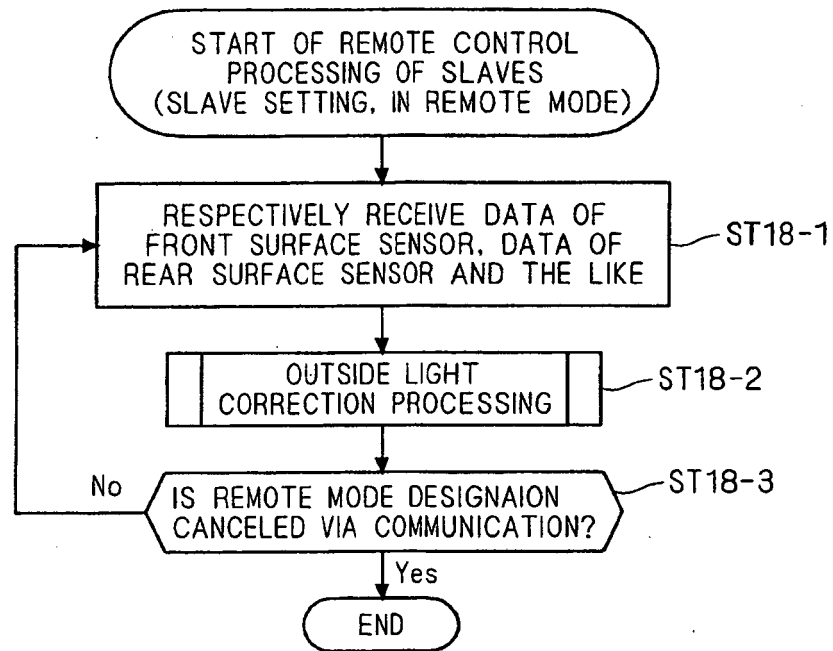 START OF REMOTE CONTROL
PROCESSING OF SLAVES
(SLAVE SETTING, IN REMOTE MODE)
RESPECTIVELY RECEIVE DATA OF
FRONT SURFACE SENSOR, DATA OF
REAR SURFACE SENSOR AND THE LIKE
ST18-1
OUTSIDE LIGHT
CORRECTION PROCESSING
ST18-2
No
IS REMOTE MODE DESIGNAION
CANCELED VIA COMMUNICATION?
ST18-3
Yes
END